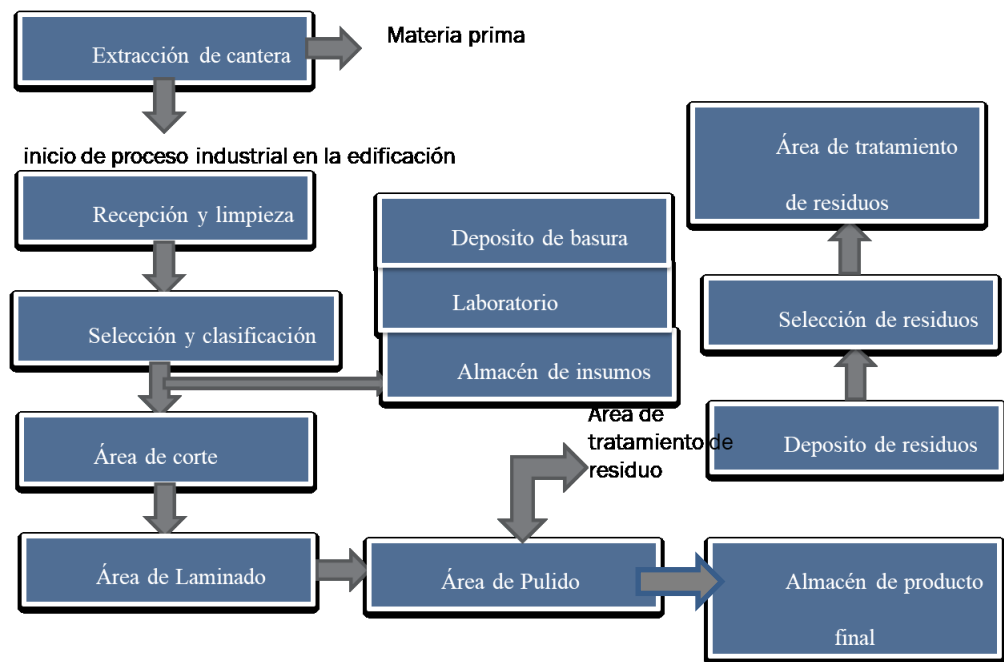 Extracción de cantera
Materia prima
inicio de proceso industrial en la edificación
Recepción y limpieza
Selección y clasificación
Deposito de basura
Laboratorio
Almacén de insumos
Área de tratamiento
de residuos
Selección de residuos
Deposito de residuos
Área de corte
Area de
tratamiento de
residuo
Área de Laminado
Área de Pulido
Almacén de producto
final